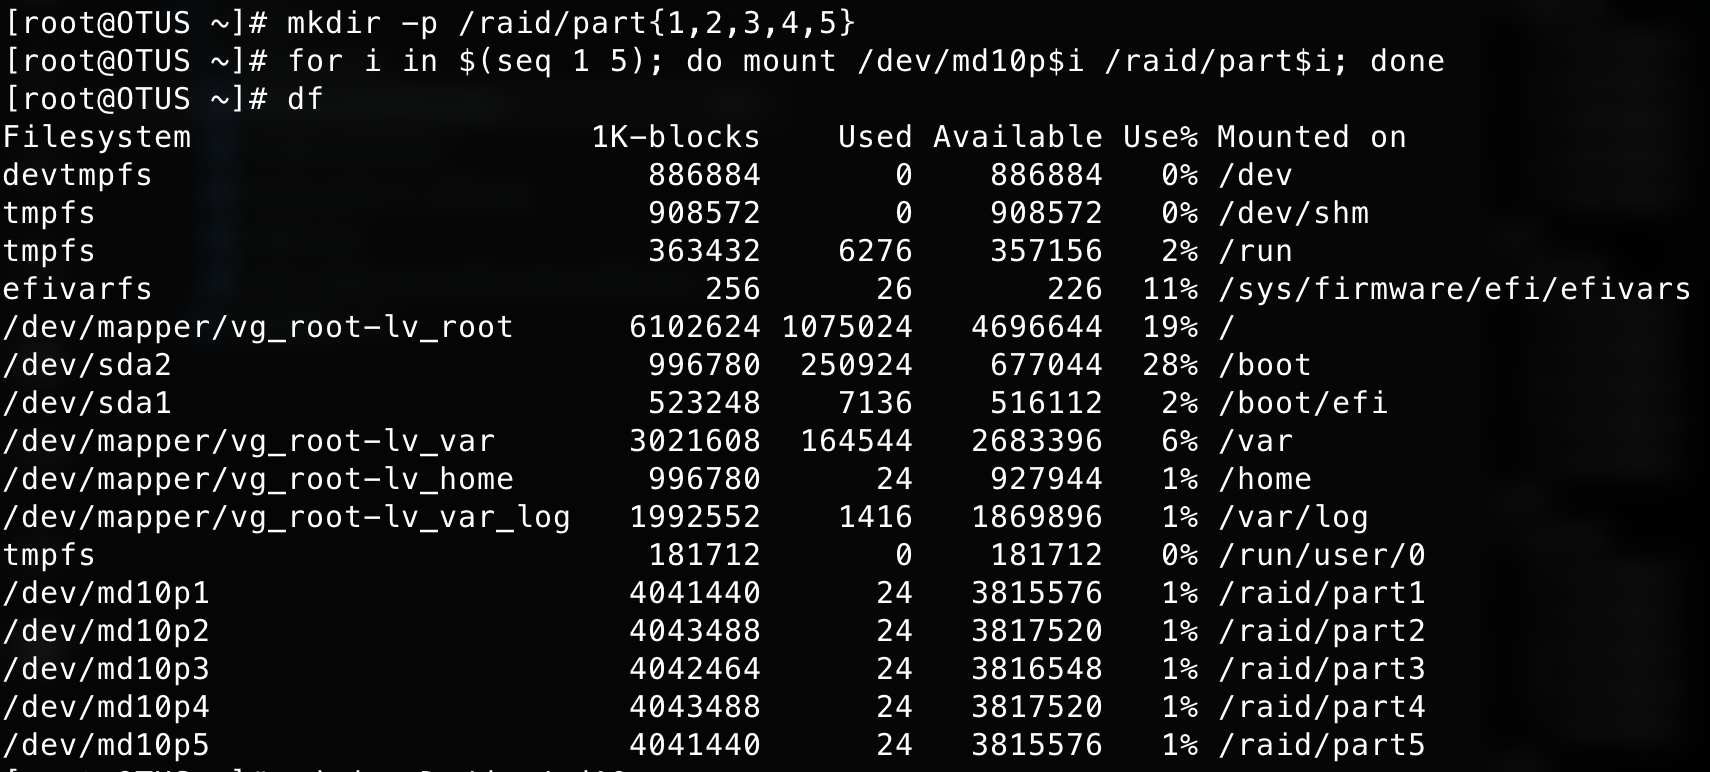 [root@OTUS ~]# mkdir -p /raid/part{1,2,3,4,5}
[root@OTUS ~]# for i in $(seq 1 5); do mount /dev/md10p$i /raid/part$i; done
[root@OTUS ~]# df
Filesystem                     1K-blocks    Used Available Use% Mounted on
devtmpfs                          886884       0    886884   0% /dev
tmpfs                             908572       0    908572   0% /dev/shm
tmpfs                             363432    6276    357156   2% /run
efivarfs                             256      26       226  11% /sys/firmware/efi/efivars
/dev/mapper/vg_root-lv_root      6102624 1075024   4696644  19% /
/dev/sda2                         996780  250924    677044  28% /boot
/dev/sda1                         523248    7136    516112   2% /boot/efi
/dev/mapper/vg_root-lv_var       3021608  164544   2683396   6% /var
/dev/mapper/vg_root-lv_home       996780      24    927944   1% /home
/dev/mapper/vg_root-lv_var_log   1992552    1416   1869896   1% /var/log
tmpfs                             181712       0    181712   0% /run/user/0
/dev/md10p1                      4041440      24   3815576   1% /raid/part1
/dev/md10p2                      4043488      24   3817520   1% /raid/part2
/dev/md10p3                      4042464      24   3816548   1% /raid/part3
/dev/md10p4                      4043488      24   3817520   1% /raid/part4
/dev/md10p5                      4041440      24   3815576   1% /raid/part5